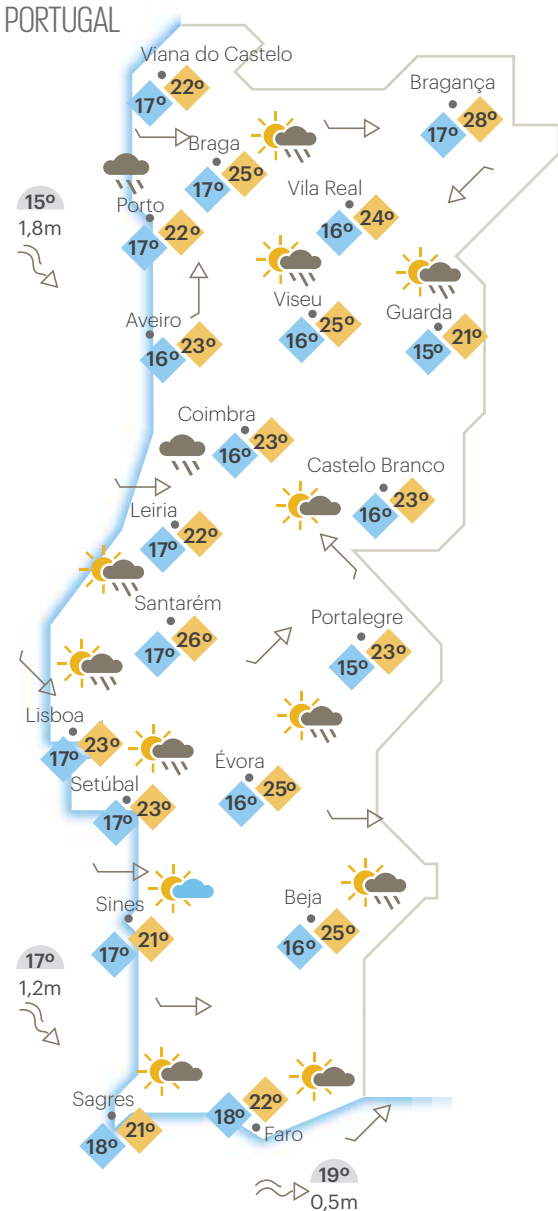 PORTUGAL
Viana do Castelo
17º 22º
Bragança
17º 28º
Braga
17º 25º
Vila Real
16º 24º
15º
1,8m
Porto
17º 22º
Viseu
16º 25º
Guarda
15º 21º
Aveiro
16º 23º
Coimbra
16º 23º
Castelo Branco
16º 23º
Leiria
17º 22º
Santarém
17º 26º
Portalegre
15º 23º
Lisboa
17º 23º
Setúbal
17º 23º
Évora
16º 25º
Sines
17º 21º
Beja
16º 25º
17º
1,2m
Sagres
18º 21º
18º 22º
Faro
19º
0,5m